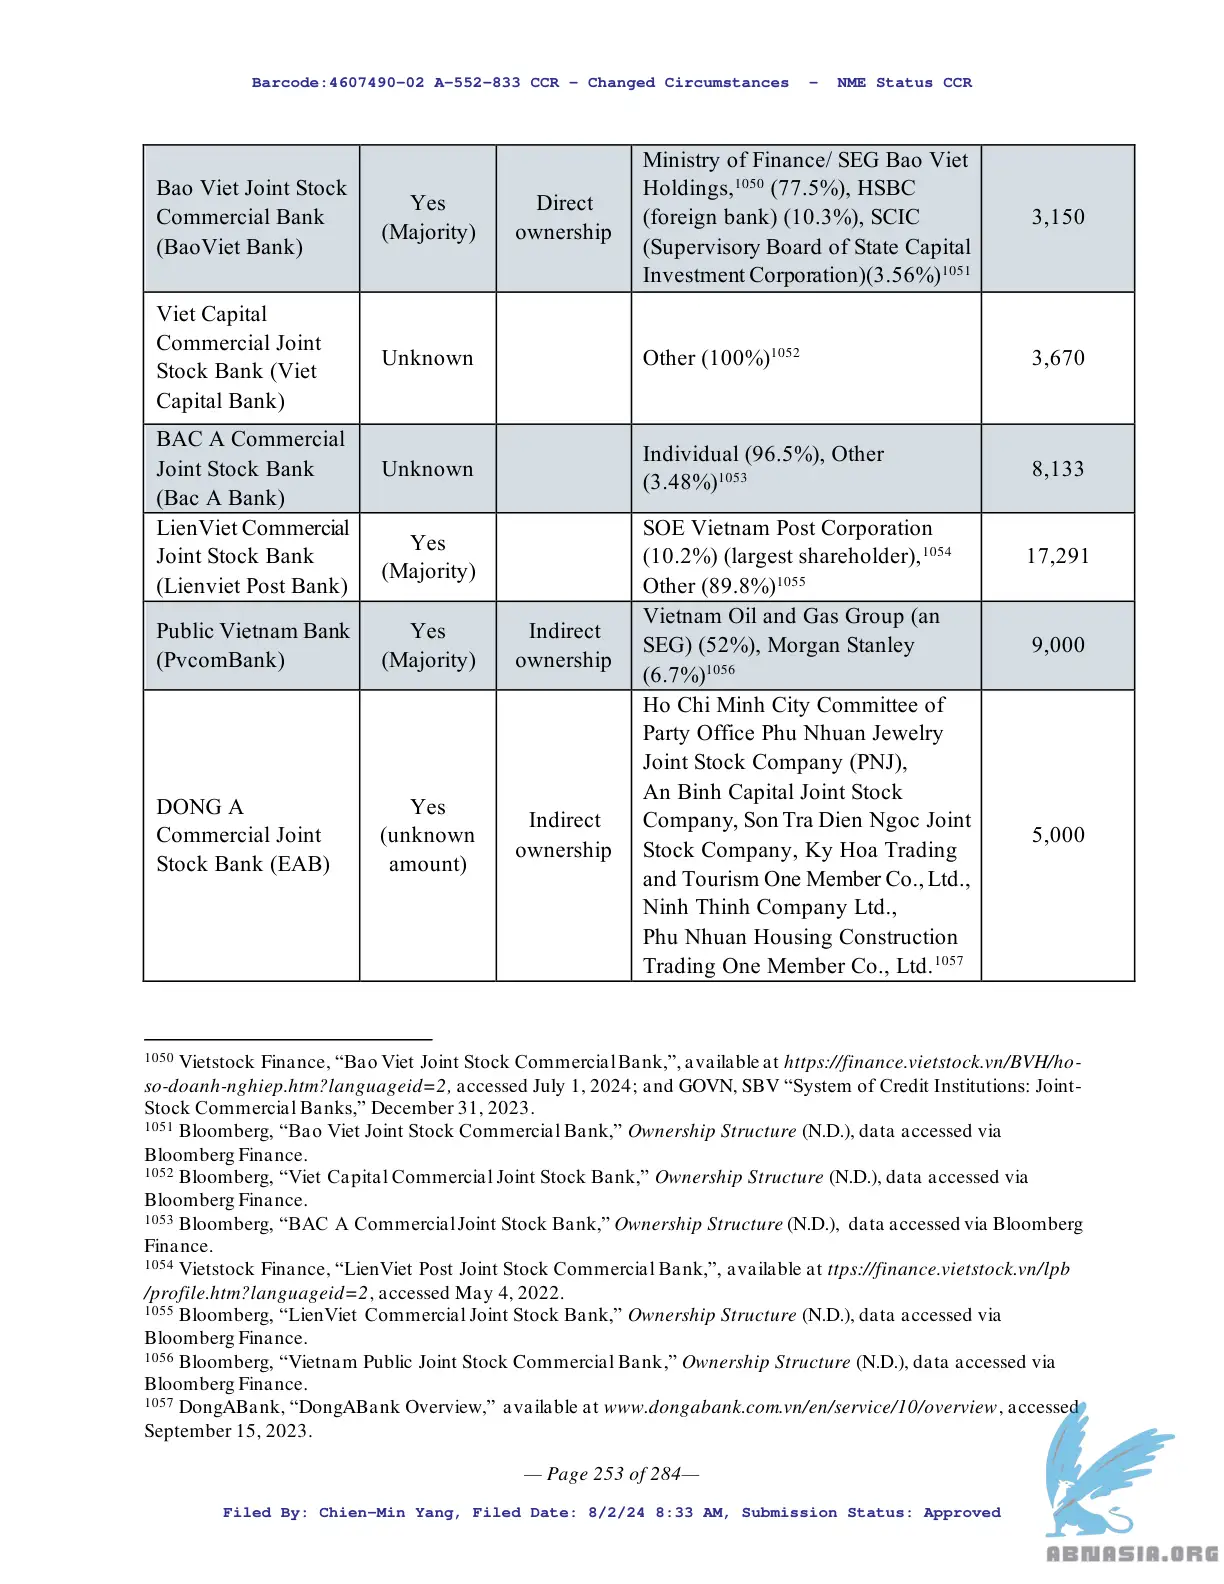 Barcode:4607490-02 A-552-833 CCR - Changed Circumstances  -  NME Status CCR
Bao Viet Joint Stock
Commercial Bank
(BaoViet Bank)
Yes
(Majority)
Direct
ownership
Ministry of Finance/ SEG Bao Viet
Holdings,1050 (77.5%), HSBC
(foreign bank) (10.3%), SCIC
(Supervisory Board of State Capital
Investment Corporation)(3.56%)1051
3,150
Viet Capital
Commercial Joint
Stock Bank (Viet
Capital Bank)
Unknown
Other (100%)1052
3,670
BAC A Commercial
Joint Stock Bank
(Bac A Bank)
Unknown
Individual (96.5%), Other
(3.48%)1053
8,133
LienViet Commercial
Joint Stock Bank
(Lienviet Post Bank)
Yes
(Majority)
SOE Vietnam Post Corporation
(10.2%) (largest shareholder),1054
Other (89.8%)1055
17,291
Public Vietnam Bank
(PvcomBank)
Yes
(Majority)
Indirect
ownership
Vietnam Oil and Gas Group (an
SEG) (52%), Morgan Stanley
(6.7%)1056
9,000
DONG A
Commercial Joint
Stock Bank (EAB)
Yes
(unknown
amount)
Indirect
ownership
Ho Chi Minh City Committee of
Party Office Phu Nhuan Jewelry
Joint Stock Company (PNJ),
An Binh Capital Joint Stock
Company, Son Tra Dien Ngoc Joint
Stock Company, Ky Hoa Trading
and Tourism One Member Co., Ltd.,
Ninh Thinh Company Ltd.,
Phu Nhuan Housing Construction
Trading One Member Co., Ltd.1057
5,000
1050 Vietstock Finance, “Bao Viet Joint Stock Commercial Bank,”, available at https://finance.vietstock.vn/BVH/ho-
so-doanh-nghiep.htm?languageid=2, accessed July 1, 2024; and GOVN, SBV “System of Credit Institutions: Joint-
Stock Commercial Banks,” December 31, 2023.
1051 Bloomberg, “Bao Viet Joint Stock Commercial Bank,” Ownership Structure (N.D.), data accessed via
Bloomberg Finance.
1052 Bloomberg, “Viet Capital Commercial Joint Stock Bank,” Ownership Structure (N.D.), data accessed via
Bloomberg Finance.
1053 Bloomberg, “BAC A Commercial Joint Stock Bank,” Ownership Structure (N.D.), data accessed via Bloomberg
Finance.
1054 Vietstock Finance, “LienViet Post Joint Stock Commercial Bank,”, available at ttps://finance.vietstock.vn/lpb
/profile.htm?languageid=2, accessed May 4, 2022.
1055 Bloomberg, “LienViet Commercial Joint Stock Bank,” Ownership Structure (N.D.), data accessed via
Bloomberg Finance.
1056 Bloomberg, “Vietnam Public Joint Stock Commercial Bank,” Ownership Structure (N.D.), data accessed via
Bloomberg Finance.
1057 DongABank, “DongABank Overview,” available at www.dongabank.com.vn/en/service/10/overview, accessed
September 15, 2023.
— Page 253 of 284—
Filed By: Chien-Min Yang, Filed Date: 8/2/24 8:33 AM, Submission Status: Approved
ABNASIA.ORG